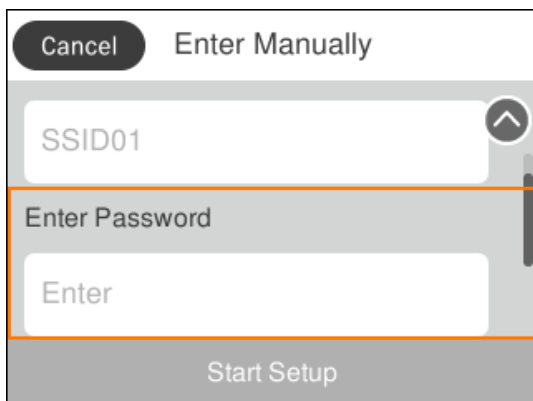 Cancel Enter Manually
SSID01
Enter Password
Enter
Start Setup